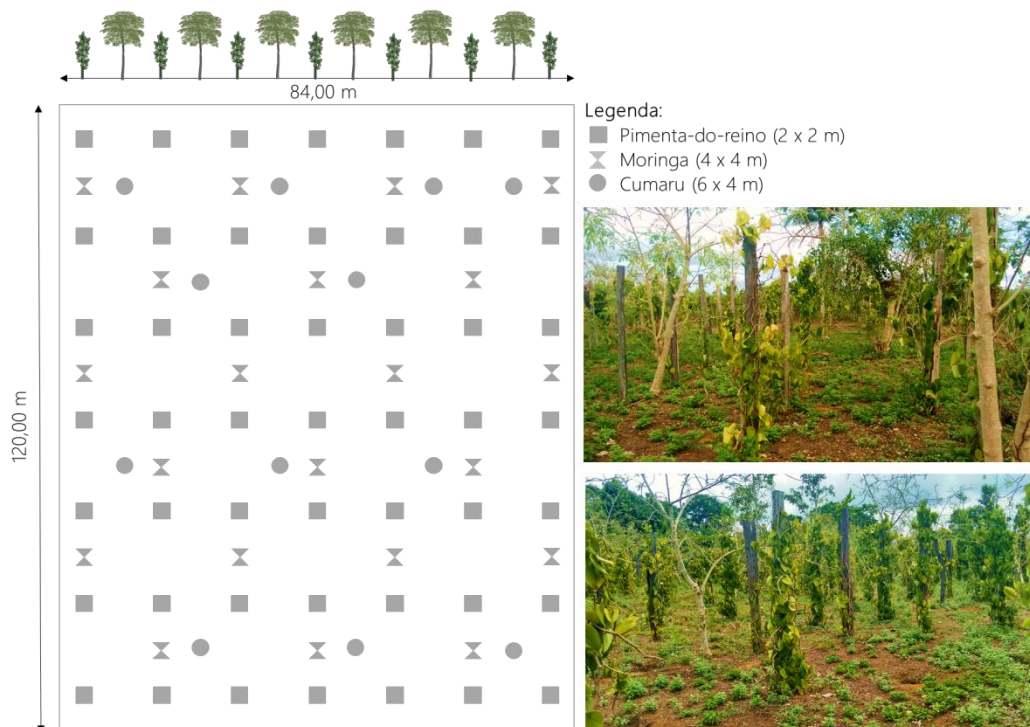 84,00 m
120,00 m
Legenda:
Pimenta-do-reino (2 x 2 m)
Moringa (4 x 4 m)
Cumaru (6 x 4 m)